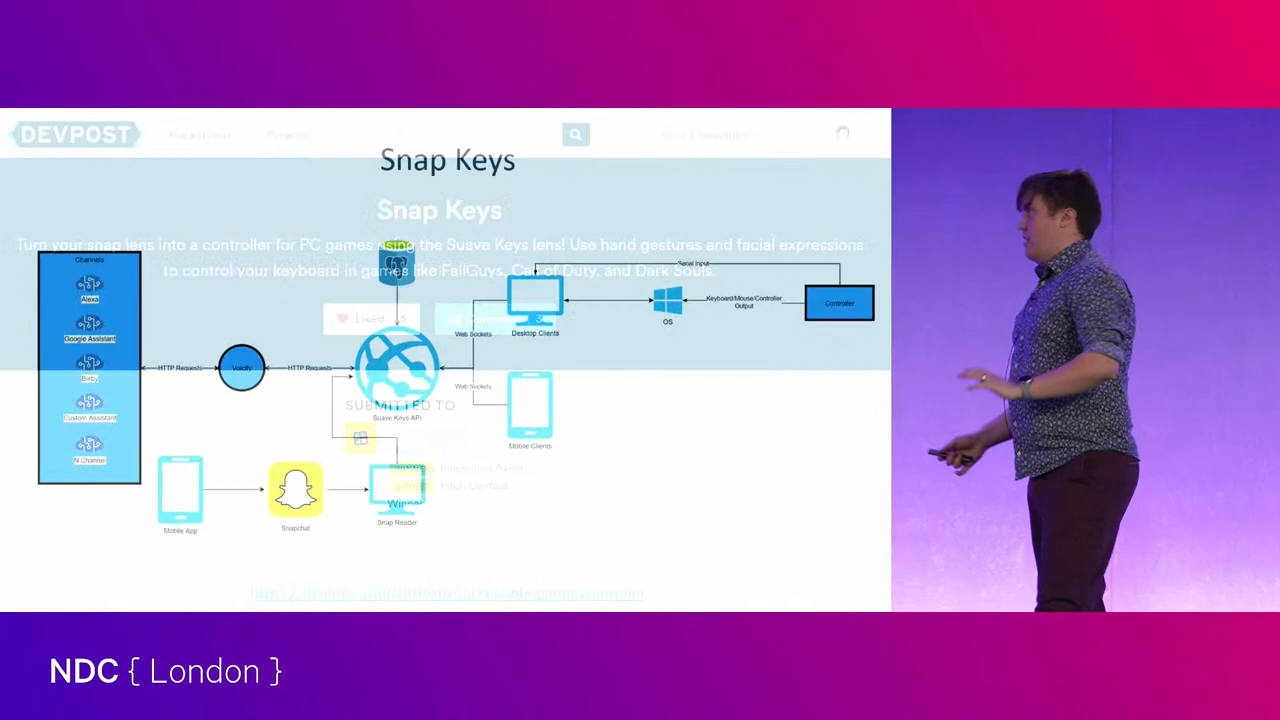 DEVPOST
Snap Keys
Snap Keys
Turn your snap lens into a controller for PC games using the Suave Keys lens! Use hand gestures and facial expressions
to control your keyboard in games like FallGuys, Call of Duty, and Dark Souls.
Channels
Alexa
Google Assistant
Bixby
Custom Assistant
N Channel
HTTP Requests
Voicify
HTTP Requests
Liked
Suave Keys API
Web Sockets
Web Sockets
Serial Input
Desktop Clients
OS
Keyboard/Mouse/Controller
Output
Controller
Mobile Clients
SUBMITTED TO
Winner
Mobile App
Snapchat
Snap Reader
NDC { London }